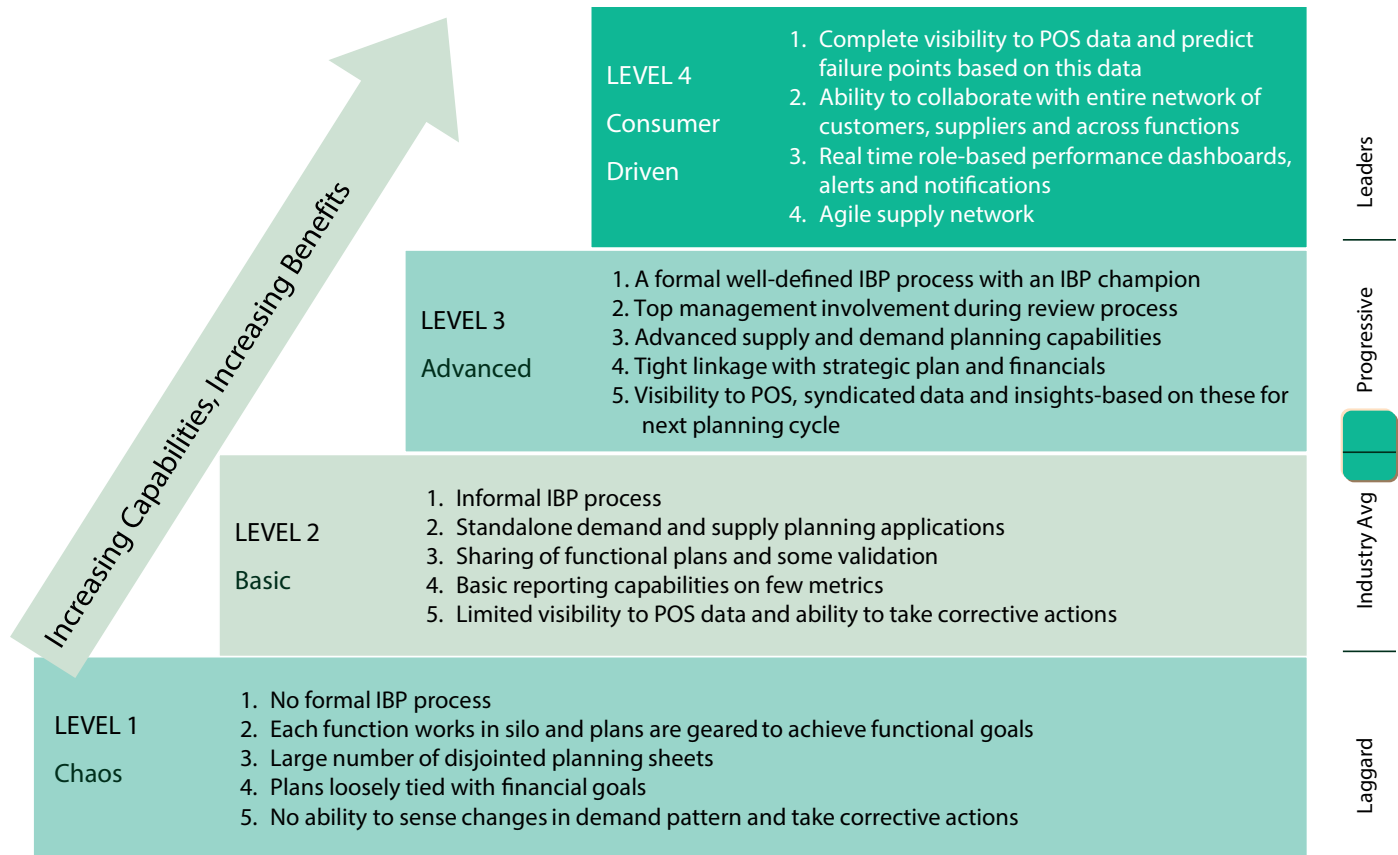 LEVEL 4
Consumer
Driven
1. Complete visibility to POS data and predict
failure points based on this data
2. Ability to collaborate with entire network of
customers, suppliers and across functions
3. Real time role-based performance dashboards,
alerts and notifications
4. Agile supply network
Leaders
Increasing Capabilities, Increasing Benefits
LEVEL 3
Advanced
1. A formal well-defined IBP process with an IBP champion
2. Top management involvement during review process
3. Advanced supply and demand planning capabilities
4. Tight linkage with strategic plan and financials
5. Visibility to POS, syndicated data and insights-based on these for
next planning cycle
Progressive
LEVEL 2
Basic
1. Informal IBP process
2. Standalone demand and supply planning applications
3. Sharing of functional plans and some validation
4. Basic reporting capabilities on few metrics
5. Limited visibility to POS data and ability to take corrective actions
Industry Avg
LEVEL 1
Chaos
1. No formal IBP process
2. Each function works in silo and plans are geared to achieve functional goals
3. Large number of disjointed planning sheets
4. Plans loosely tied with financial goals
5. No ability to sense changes in demand pattern and take corrective actions
Laggard